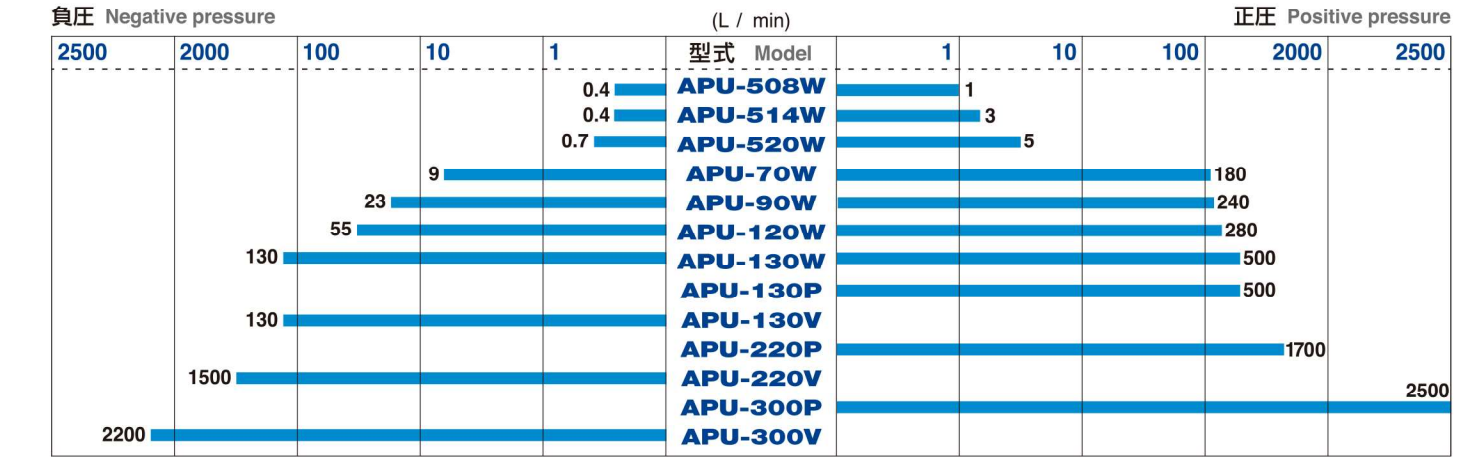 負圧 Negative pressure (L / min) 正圧 Positive pressure
2500 2000 100 10 1 型式 Model 1 10 100 2000 2500
0.4 APU-508W 1
0.4 APU-514W 3
0.7 APU-520W 5
9 APU-70W 180
23 APU-90W 240
55 APU-120W 280
130 APU-130W 500
APU-130P 500
130 APU-130V
APU-220P 1700
1500 APU-220V
APU-300P 2500
2200 APU-300V